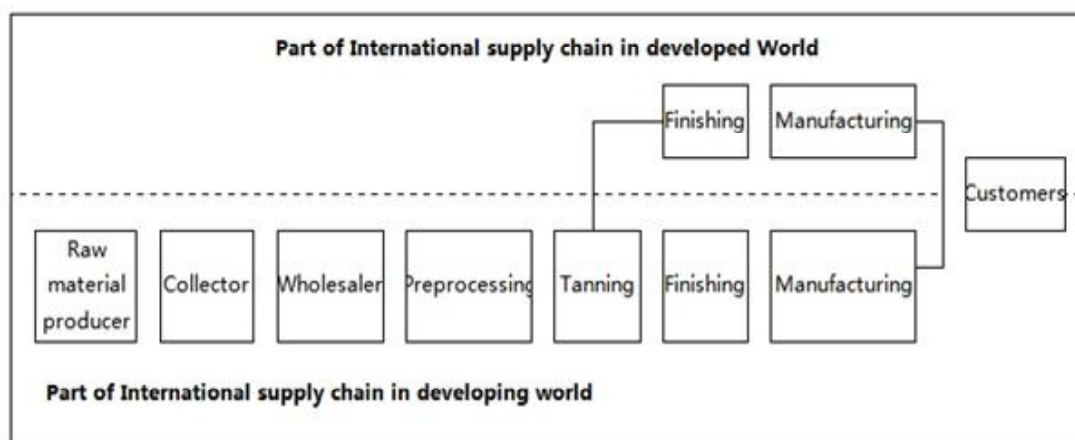 Part of International supply chain in developed World
Finishing
Manufacturing
Customers
Raw
material
producer
Collector
Wholesaler
Preprocessing
Tanning
Finishing
Manufacturing
Part of International supply chain in developing world